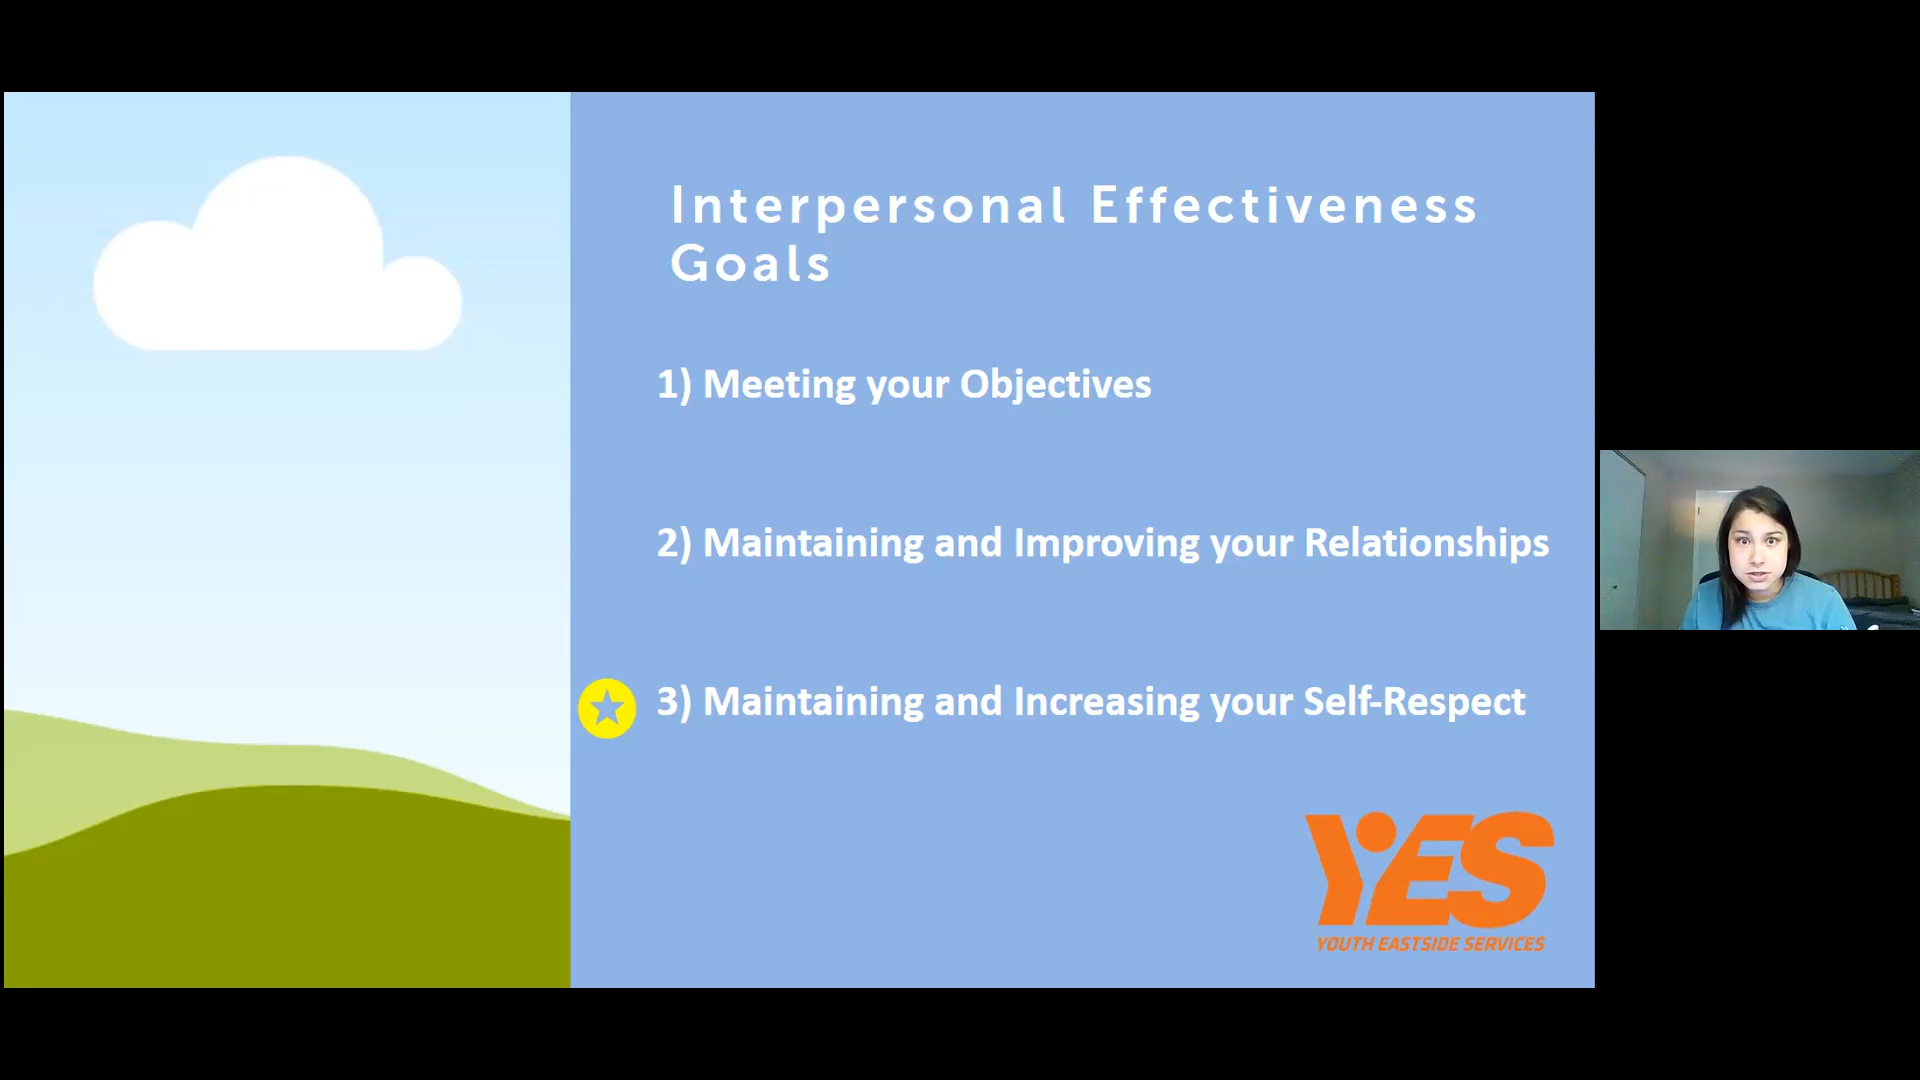 Interpersonal Effectiveness
Goals
1) Meeting your Objectives
2) Maintaining and Improving your Relationships
3) Maintaining and Increasing your Self-Respect
YES
YOUTH EASTSIDE SERVICES